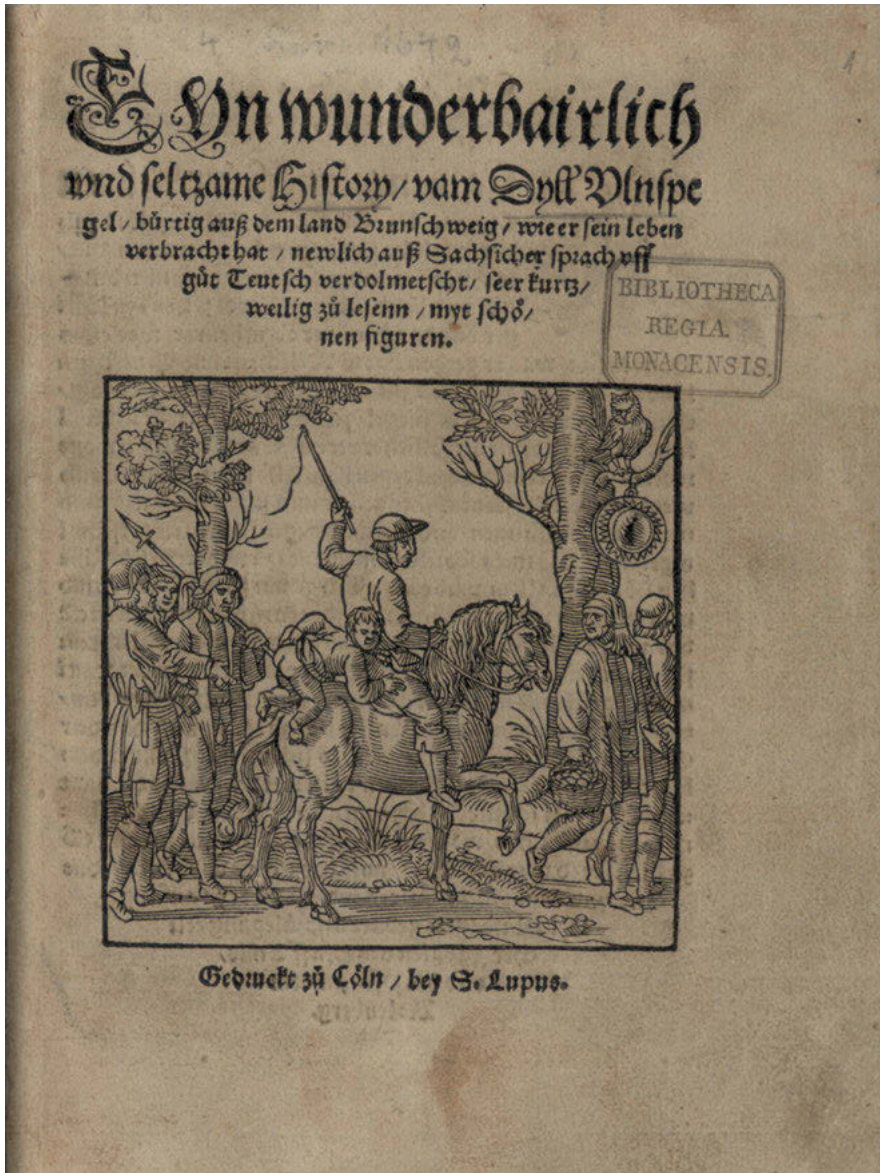 EYn wunderbairlich
vnd seltzame History/ vam Dyll Vlnspe
gel/ bürtig auß dem land Brunschweig/ wie er sein leben
verbracht hat/ newlich auß Sachsicher sprach vff
gůt Teutsch verdolmetscht/ seer kurtz/
weilig zů lesenn/ myt schö/
nen figuren.
BIBLIOTHECA
REGIA
MONACENSIS.
Gedruckt zů Cöln/ bey S. Lupus.